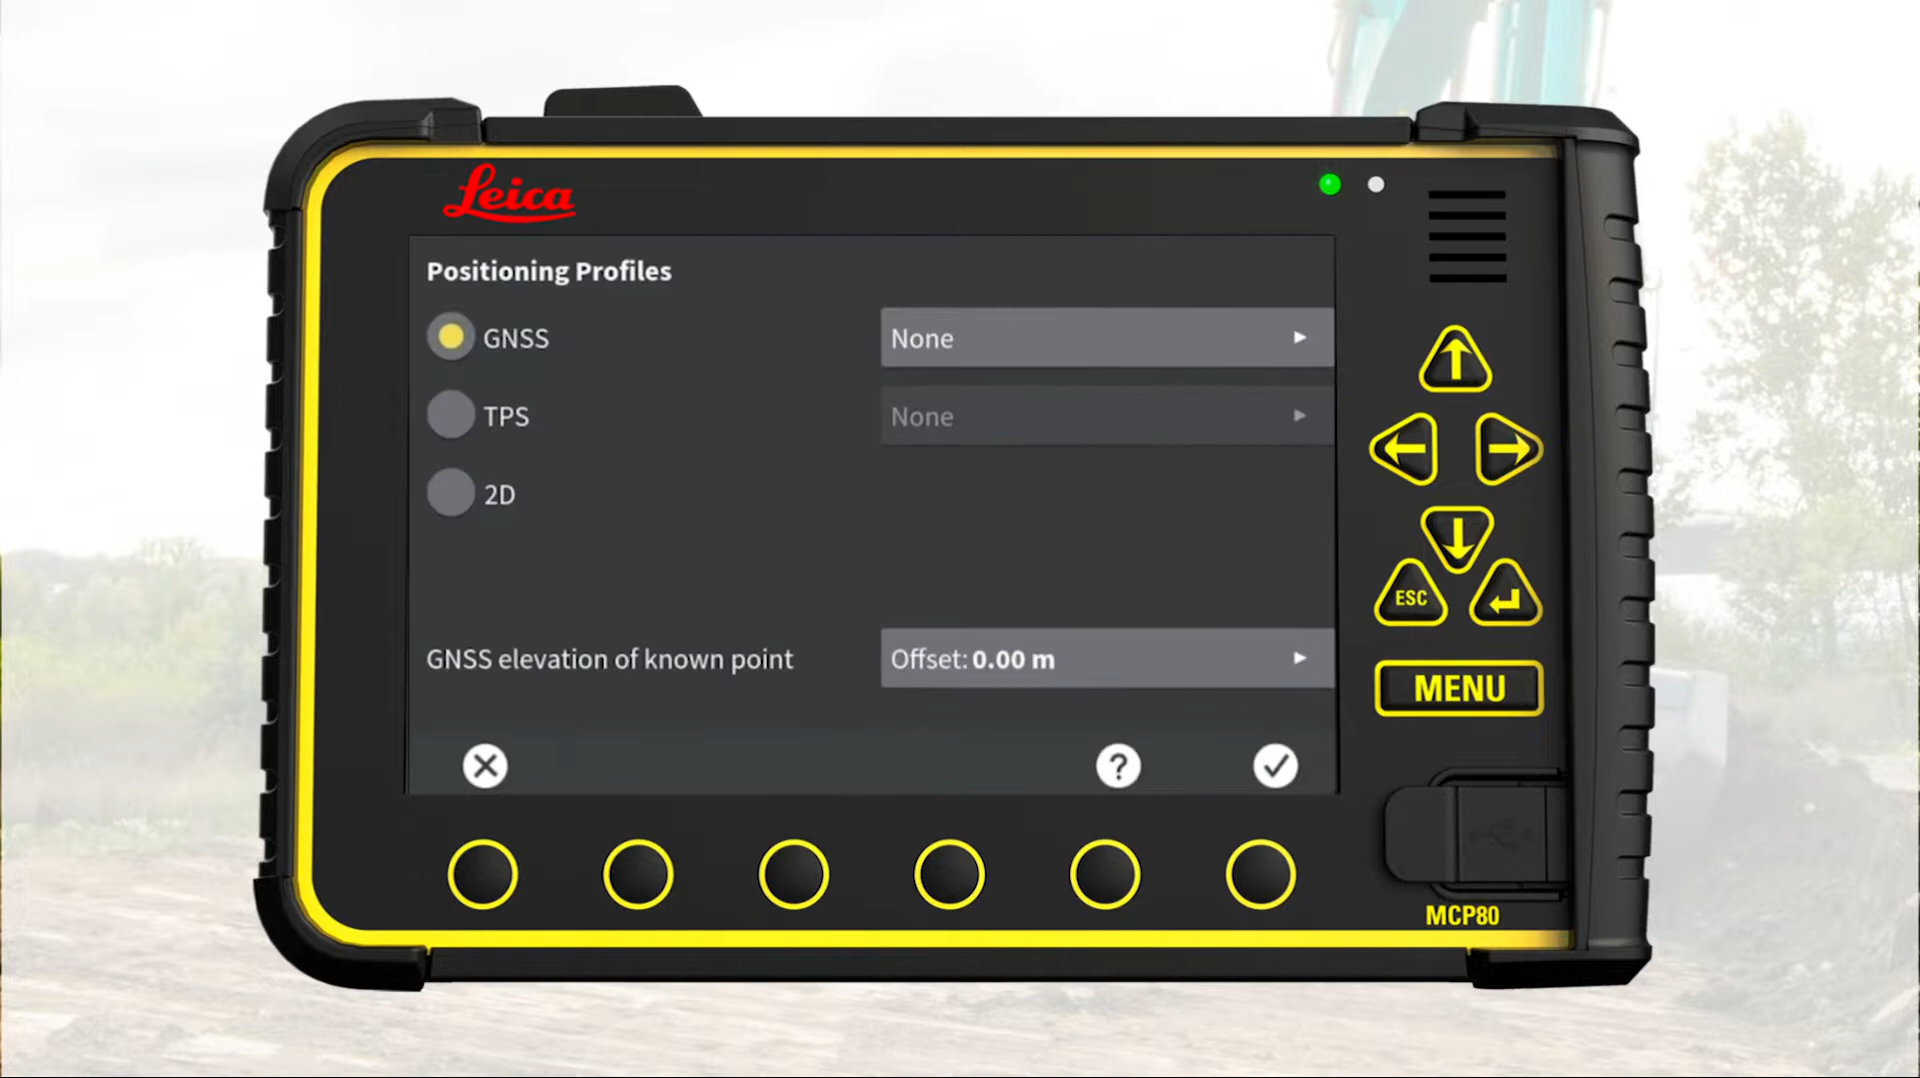 Leica
Positioning Profiles
GNSS None
TPS None
2D
GNSS elevation of known point Offset: 0.00 m
?
ESC
MENU
MCP80